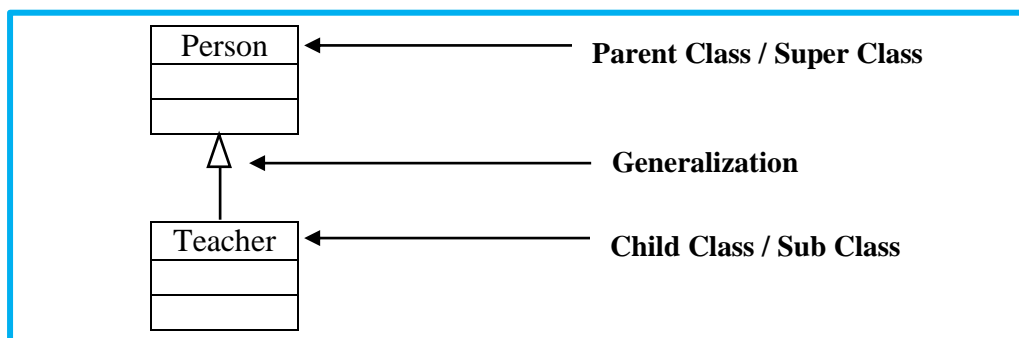 Person
Parent Class / Super Class
Generalization
Teacher
Child Class / Sub Class